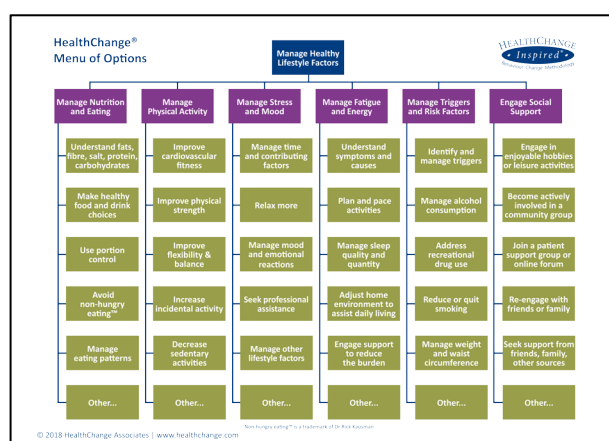 HealthChange®
Menu of Options
Manage Healthy
Lifestyle Factors
HEALTHCHANGE
Inspired
Behaviour Change Methodology
Manage Nutrition
and Eating
Manage
Physical Activity
Manage Stress
and Mood
Manage Fatigue
and Energy
Manage Triggers
and Risk Factors
Engage Social
Support
Understand fats,
fibre, salt, protein,
carbohydrates
Improve
cardiovascular
fitness
Manage time
and contributing
factors
Understand
symptoms and
causes
Identify and
manage triggers
Engage in
enjoyable hobbies
or leisure activities
Make healthy
food and drink
choices
Improve physical
strength
Relax more
Plan and pace
activities
Manage alcohol
consumption
Become actively
involved in a
community group
Use portion
control
Improve
flexibility &
balance
Manage mood
and emotional
reactions
Manage sleep
quality and
quantity
Address
recreational
drug use
Join a patient
support group or
online forum
Avoid
non-hungry
eating™
Increase
incidental activity
Seek professional
assistance
Adjust home
environment to
assist daily living
Reduce or quit
smoking
Re-engage with
friends or family
Manage
eating patterns
Decrease
sedentary
activities
Manage other
lifestyle factors
Engage support
to reduce
the burden
Manage weight
and waist
circumference
Seek support from
friends, family,
other sources
Other...
Other...
Other...
Other...
Other...
Other...
Non-hungry eating™ is a trademark of Dr Rick Kausman
© 2018 HealthChange Associates | www.healthchange.com